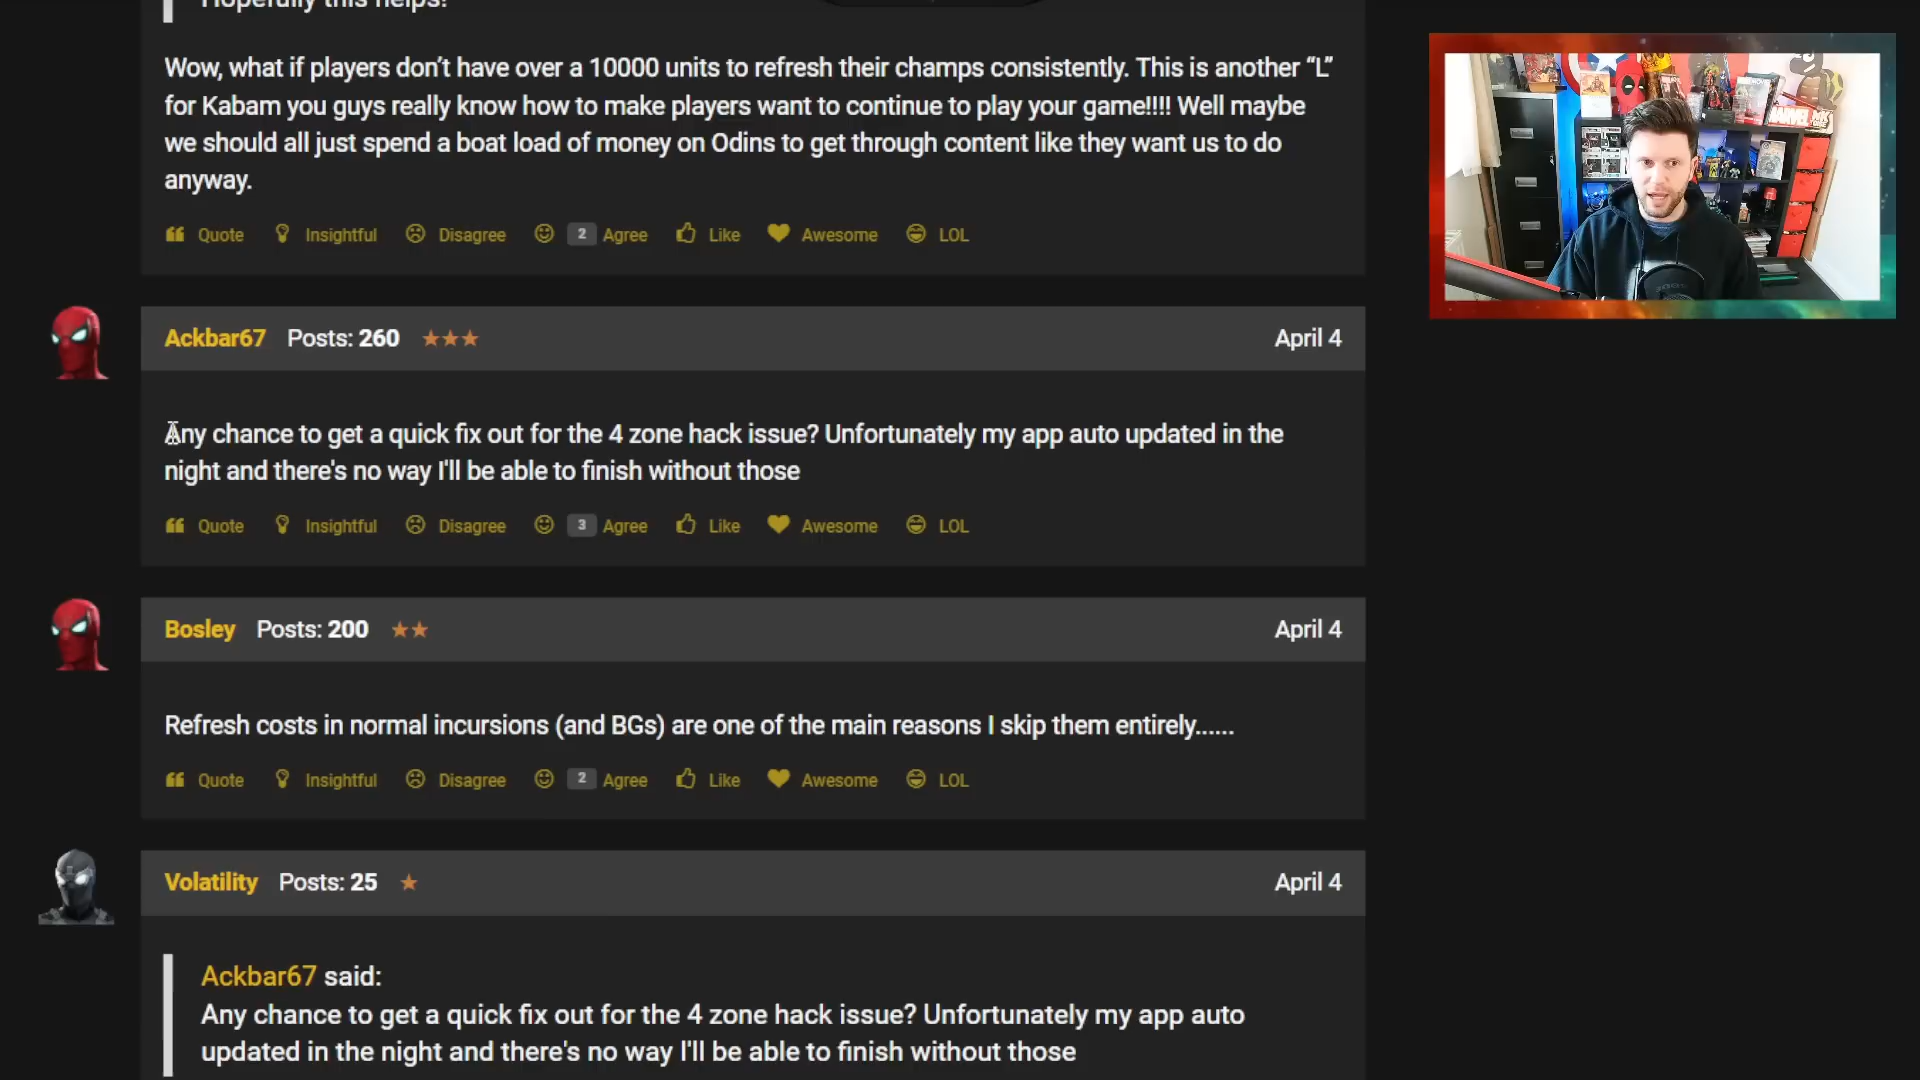 Hopefully this helps!
Wow, what if players don’t have over a 10000 units to refresh their champs consistently. This is another “L”
for Kabam you guys really know how to make players want to continue to play your game!!!! Well maybe
we should all just spend a boat load of money on Odins to get through content like they want us to do
anyway.
Quote Insightful Disagree 2 Agree Like Awesome LOL
Ackbar67 Posts: 260 April 4
Any chance to get a quick fix out for the 4 zone hack issue? Unfortunately my app auto updated in the
night and there's no way I'll be able to finish without those
Quote Insightful Disagree 3 Agree Like Awesome LOL
Bosley Posts: 200 April 4
Refresh costs in normal incursions (and BGs) are one of the main reasons I skip them entirely......
Quote Insightful Disagree 2 Agree Like Awesome LOL
Volatility Posts: 25 April 4
Ackbar67 said:
Any chance to get a quick fix out for the 4 zone hack issue? Unfortunately my app auto
updated in the night and there's no way I'll be able to finish without those
MARVEL